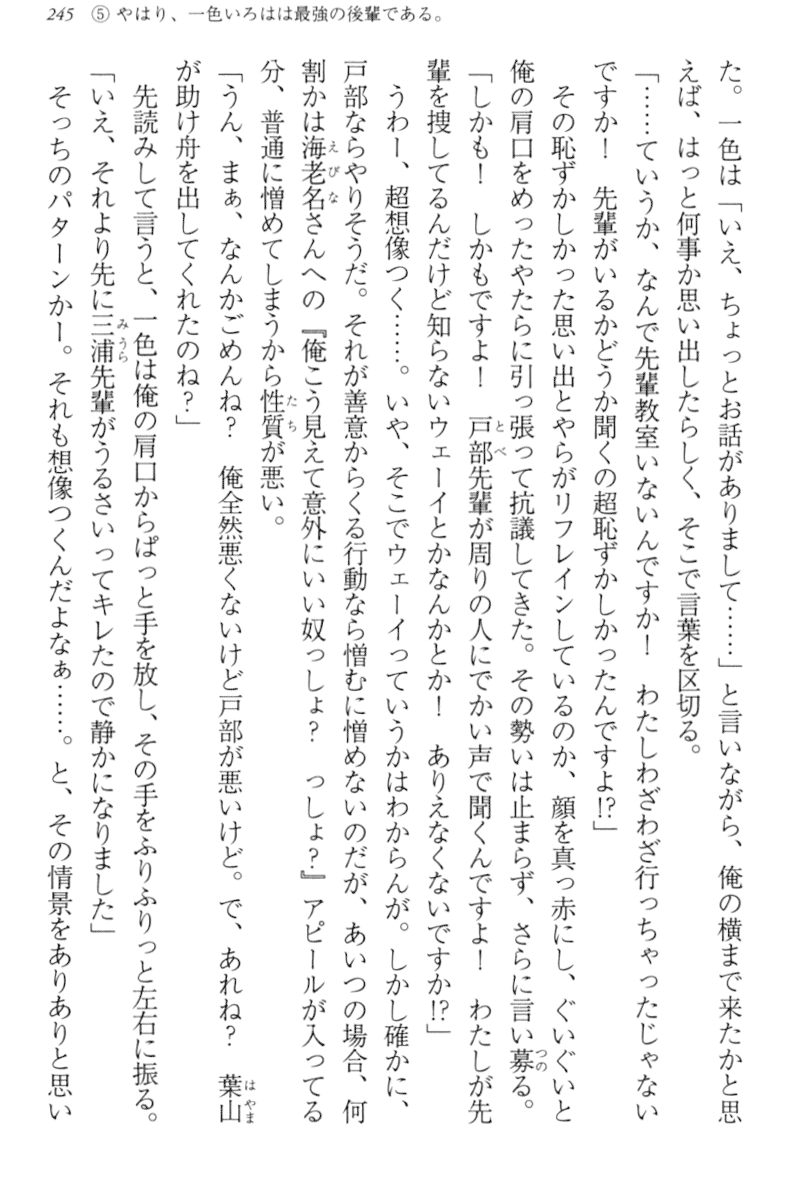 245 ⑤ やはり、一色いろはは最強の後輩である。
た。一色は「いえ、ちょっとお話がありまして……」と言いながら、俺の横まで来たかと思
えば、はっと何事か思い出したらしく、そこで言葉を区切る。
「……ていうか、なんで先輩教室いないんですか！　わたしわざわざ行っちゃったじゃない
ですか！　先輩がいるかどうか聞くの超恥ずかしかったんですよ!?」
その恥ずかしかった思い出とやらがリフレインしているのか、顔を真っ赤にし、ぐいぐいと
俺の肩口をめったやたらに引っ張って抗議してきた。その勢いは止まらず、さらに言い募る。
「しかも！　しかもですよ！　戸部先輩が周りの人にでかい声で聞くんですよ！　わたしが先
輩を捜してるんだけど知らないウェーイとかなんかとか！　ありえなくないですか!?」
うわー、超想像つく……。いや、そこでウェーイっていうかはわからんが。しかし確かに、
戸部ならやりそうだ。それが善意からくる行動なら憎むに憎めないのだが、あいつの場合、何
割かは海老名さんへの『俺こう見えて意外にいい奴っしょ？　っしょ？』アピールが入ってる
分、普通に憎めてしまうから性質が悪い。
「うん、まぁ、なんかごめんね？　俺全然悪くないけど戸部が悪いけど。で、あれね？　葉山
が助け舟を出してくれたのね？」
先読みして言うと、一色は俺の肩口からぱっと手を放し、その手をふりふりっと左右に振る。
「いえ、それより先に三浦先輩がうるさいってキレたので静かになりました」
そっちのパターンかー。それも想像つくんだよなぁ……。と、その情景をありありと思い